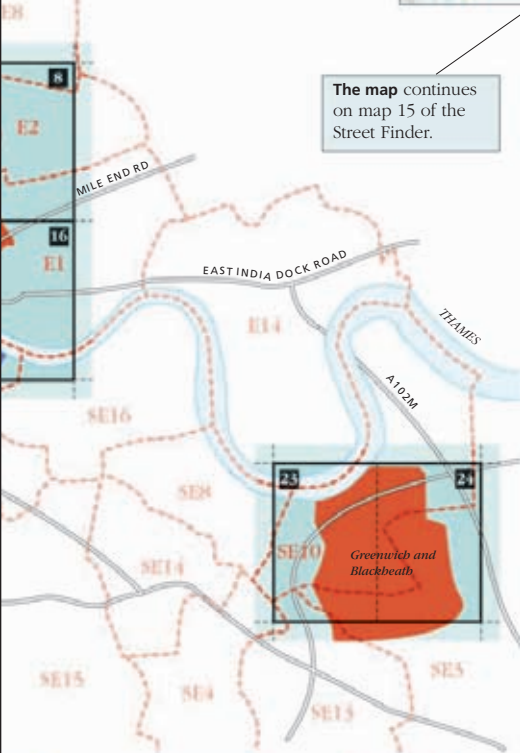 E8
8
The map continues
on map 15 of the
Street Finder.
E2
MILE END RD
16
E1
EAST INDIA DOCK ROAD
E14
THAMES
A102M
SE16
23
24
SE8
SE10
Greenwich and
Blackheath
SE14
SE3
SE15
SE4
SE13